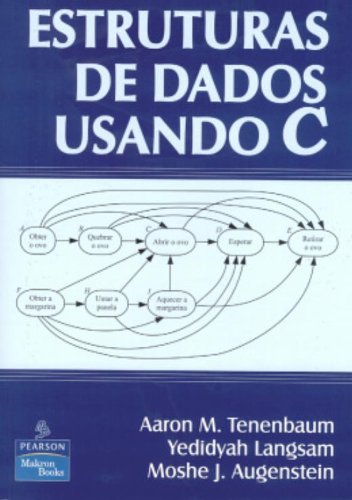 ESTRUTURAS
DE DADOS
USANDO C
A
Obter
o ovo
B
Quebrar
o ovo
C
Abrir o ovo
D
Esperar
E
Retirar
o ovo
F
Obter a
margarina
H
Untar a
panela
Aquecer a
margarina
PEARSON
Makron
Books
Aaron M. Tenenbaum
Yedidyah Langsam
Moshe J. Augenstein